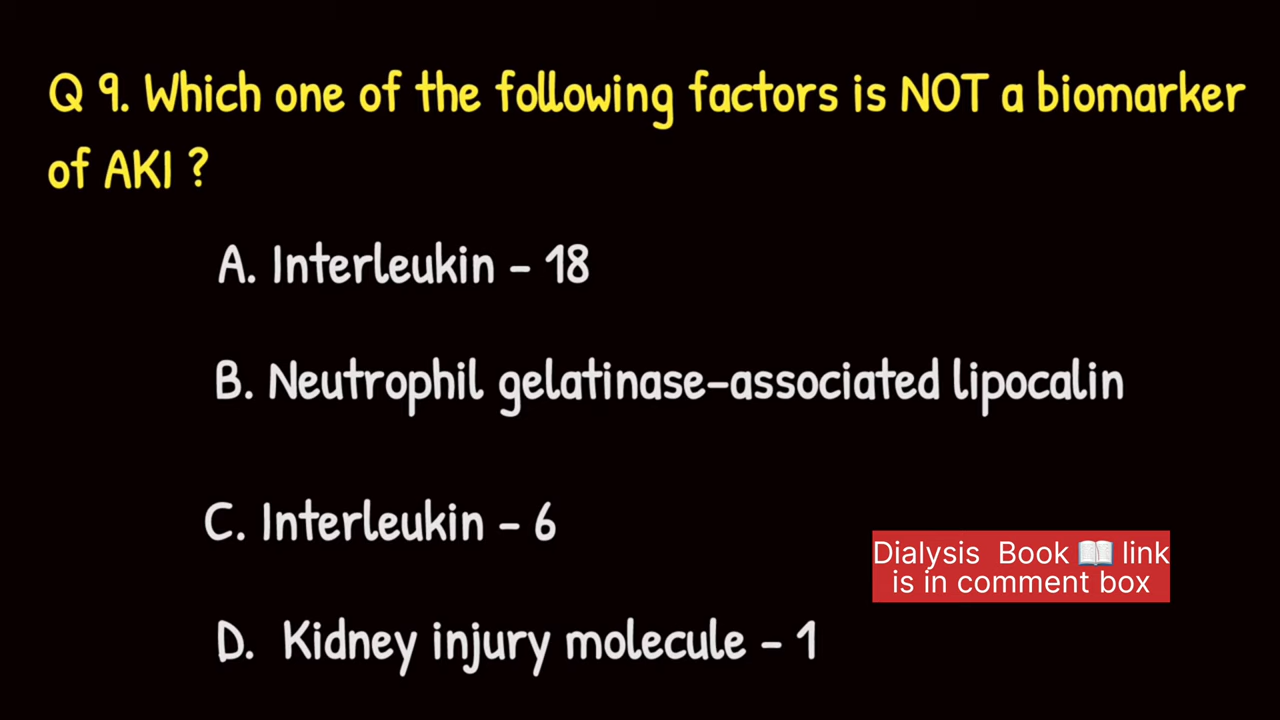 Q 9. Which one of the following factors is NOT a biomarker
of AKI ?
A. Interleukin - 18
B. Neutrophil gelatinase-associated lipocalin
C. Interleukin - 6
Dialysis Book 📖 link
is in comment box
D. Kidney injury molecule - 1